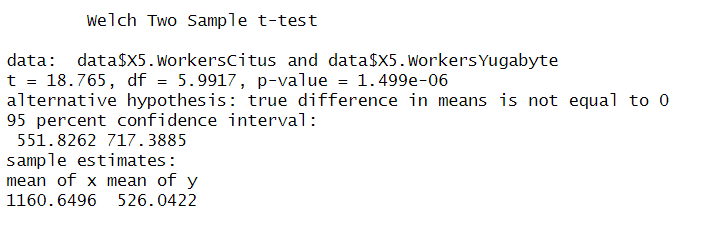 Welch Two Sample t-test
data:  data$X5.WorkersCitus and data$X5.WorkersYugabyte
t = 18.765, df = 5.9917, p-value = 1.499e-06
alternative hypothesis: true difference in means is not equal to 0
95 percent confidence interval:
 551.8262 717.3885
sample estimates:
mean of x mean of y
1160.6496  526.0422